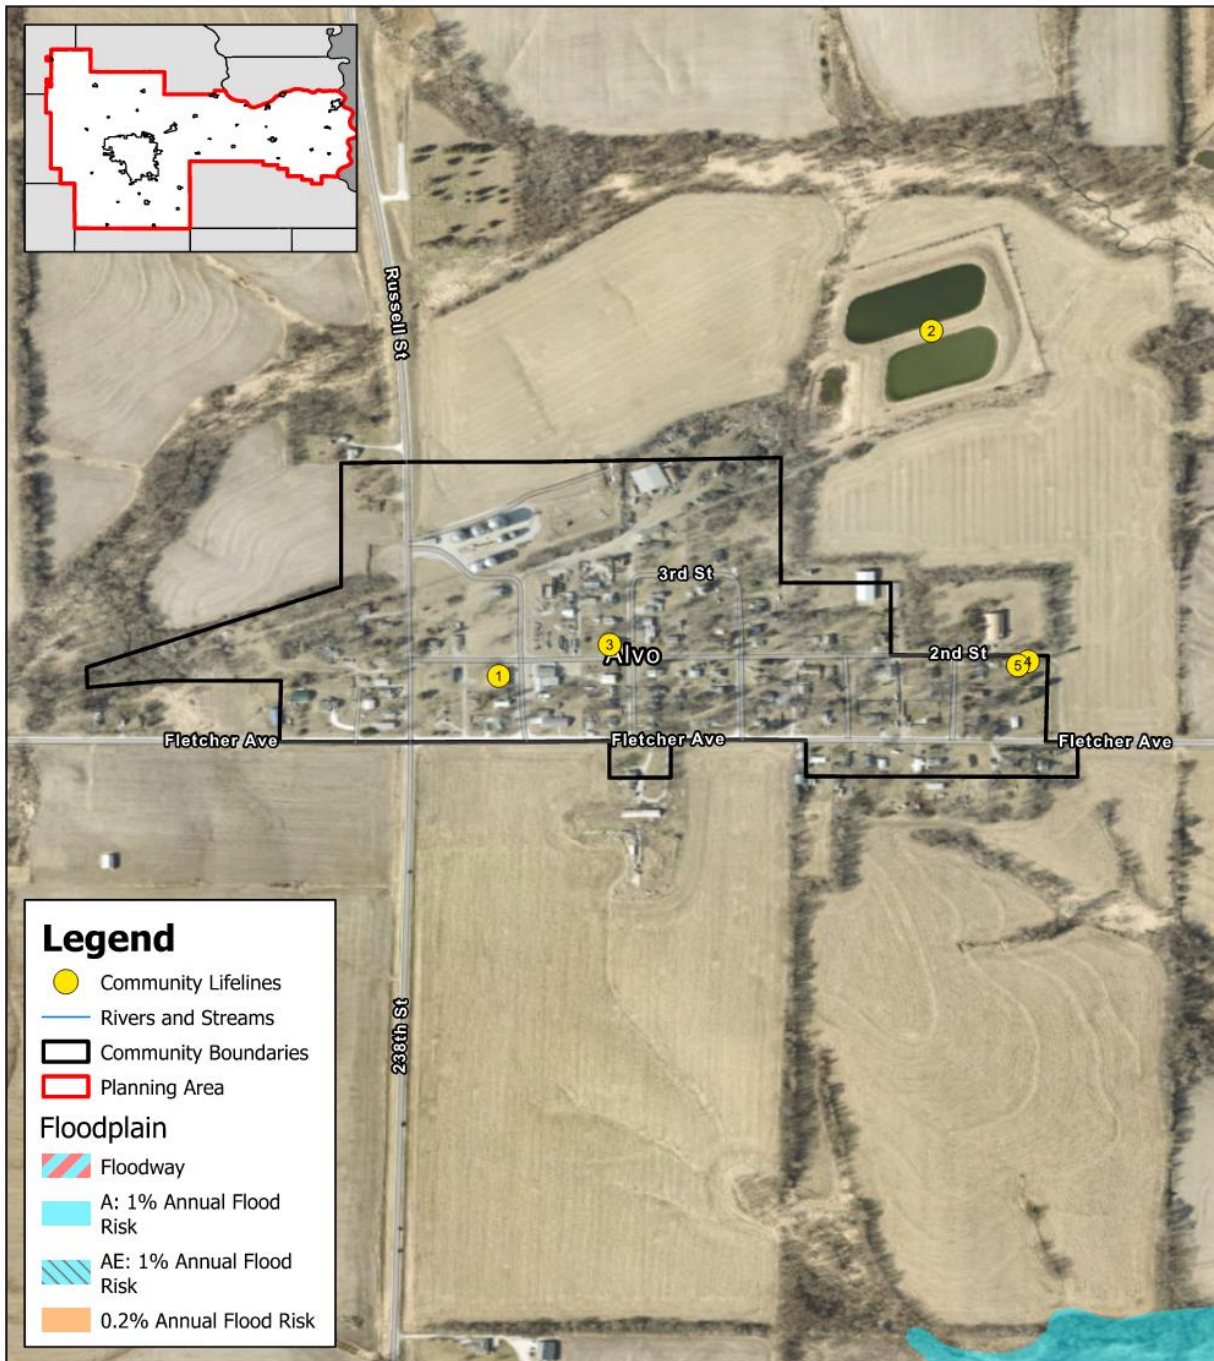 Russell St
2
3rd St
3
Alvo
2nd St
1
5
4
Fletcher Ave
Fletcher Ave
Fletcher Ave
238th St
Legend
Community Lifelines
Rivers and Streams
Community Boundaries
Planning Area
Floodplain
Floodway
A: 1% Annual Flood
Risk
AE: 1% Annual Flood
Risk
0.2% Annual Flood Risk